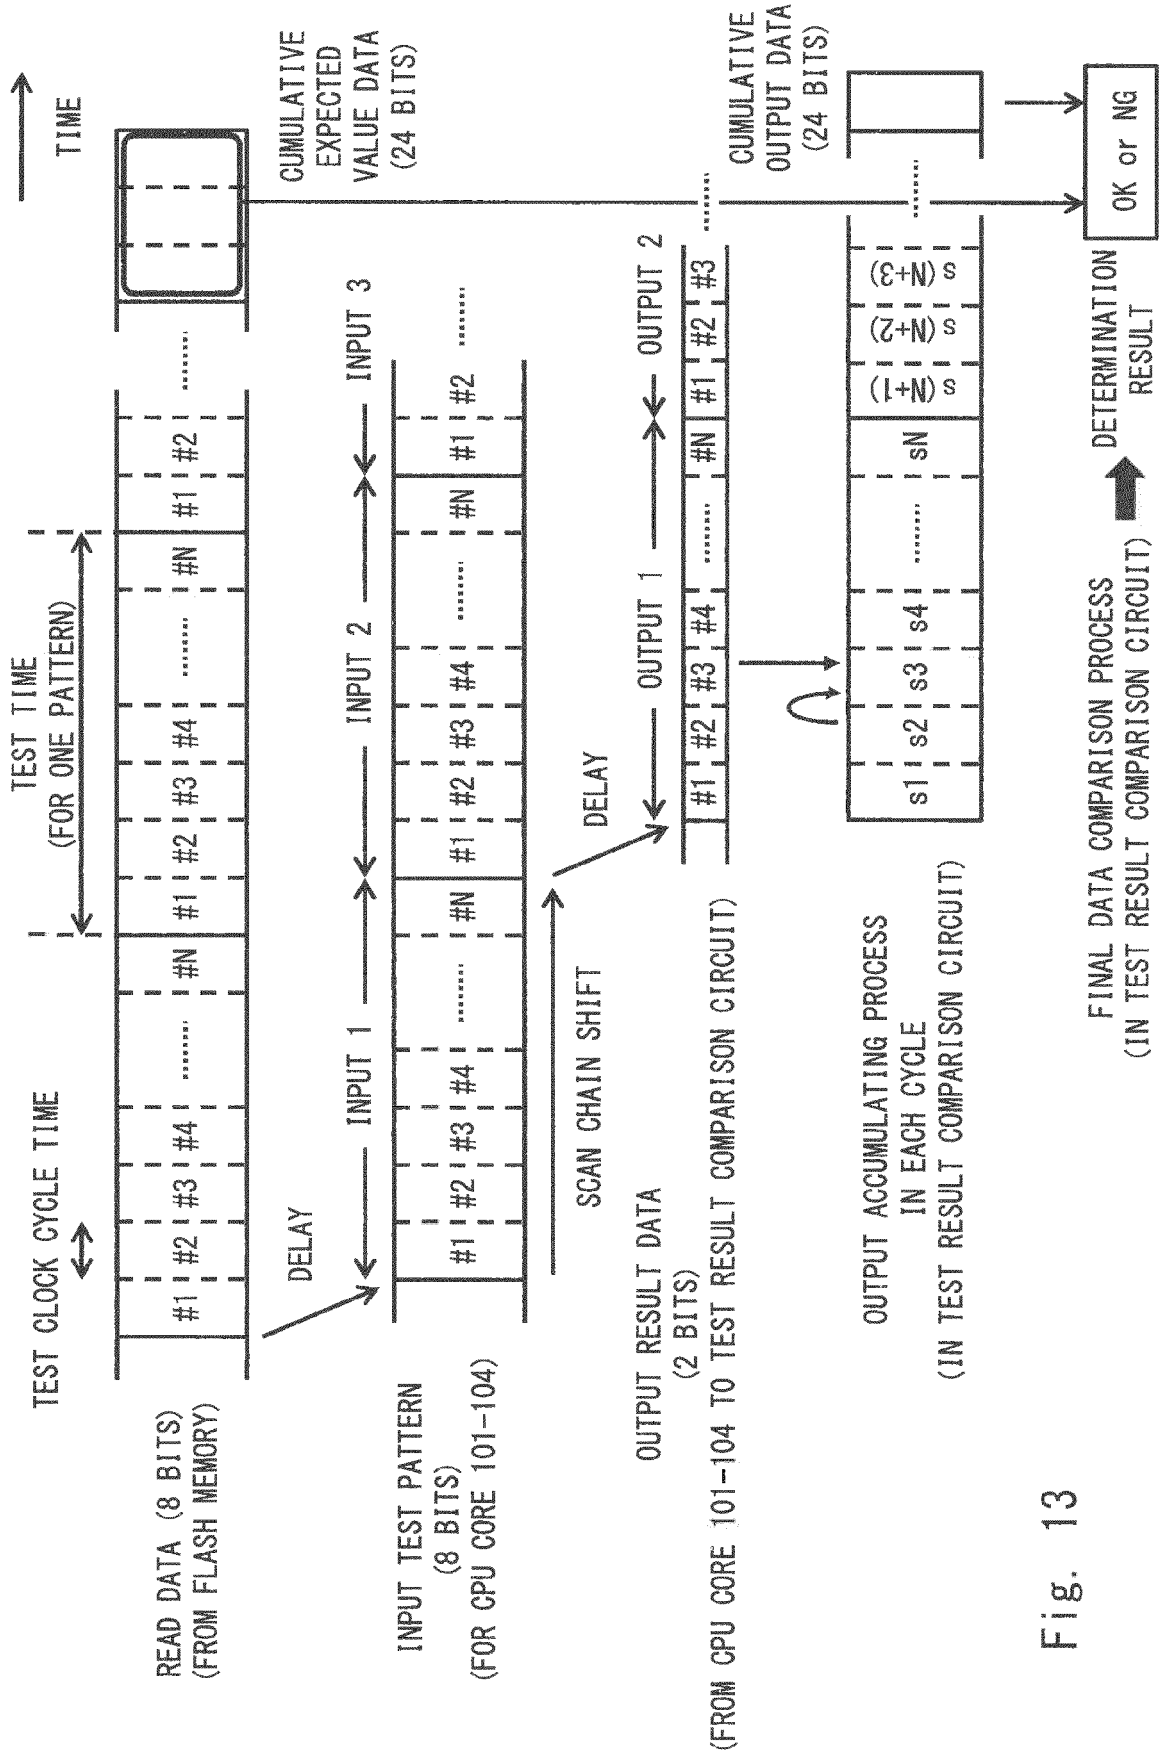 TIME
TEST CLOCK CYCLE TIME
TEST TIME
(FOR ONE PATTERN)
READ DATA (8 BITS)
(FROM FLASH MEMORY)
#1 #2 #3 #4 ........ #N #1 #2 #3 #4 ........ #N #1 #2 ........
CUMULATIVE
EXPECTED
VALUE DATA
(24 BITS)
DELAY
INPUT 1
INPUT 2
INPUT 3
INPUT TEST PATTERN
(8 BITS)
(FOR CPU CORE 101-104)
#1 #2 #3 #4 ........ #N #1 #2 #3 #4 ........ #N #1 #2 ........
SCAN CHAIN SHIFT
DELAY
OUTPUT 1
OUTPUT 2
OUTPUT RESULT DATA
(2 BITS)
(FROM CPU CORE 101-104 TO TEST RESULT COMPARISON CIRCUIT)
#1 #2 #3 #4 ........ #N #1 #2 #3 ........
CUMULATIVE
OUTPUT DATA
(24 BITS)
OUTPUT ACCUMULATING PROCESS
IN EACH CYCLE
(IN TEST RESULT COMPARISON CIRCUIT)
s1 s2 s3 s4 ........ sN s(N+1) s(N+2) s(N+3) ........
FINAL DATA COMPARISON PROCESS
(IN TEST RESULT COMPARISON CIRCUIT)
DETERMINATION
RESULT
OK or NG
Fig. 13